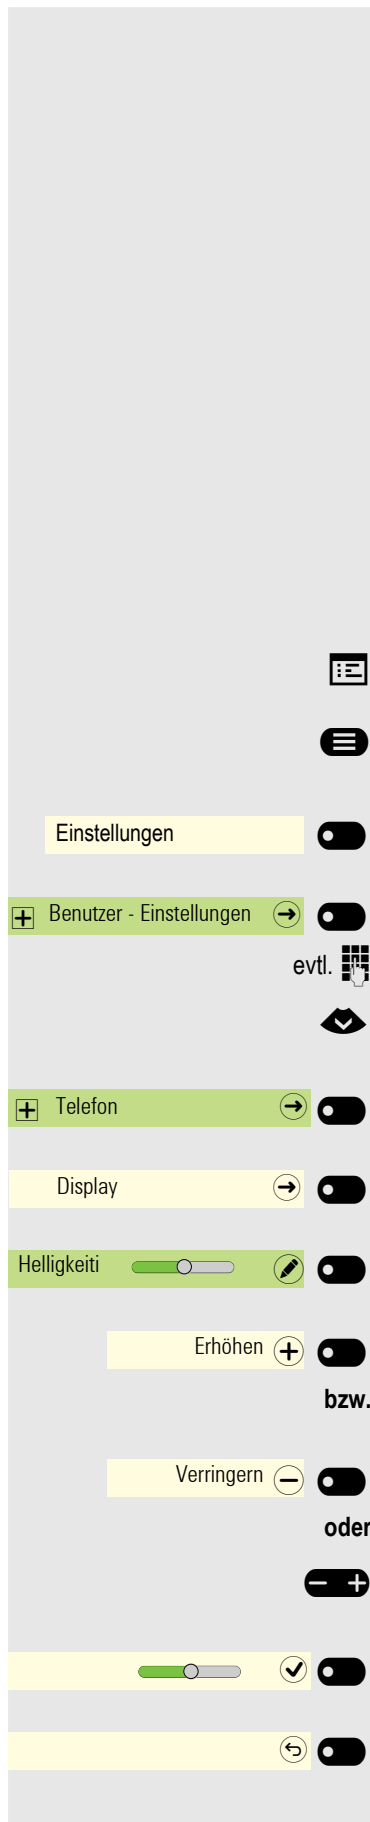 Einstellungen
Benutzer - Einstellungen
evtl.
Telefon
Display
Helligkeiti
Erhöhen
bzw.
Verringern
oder